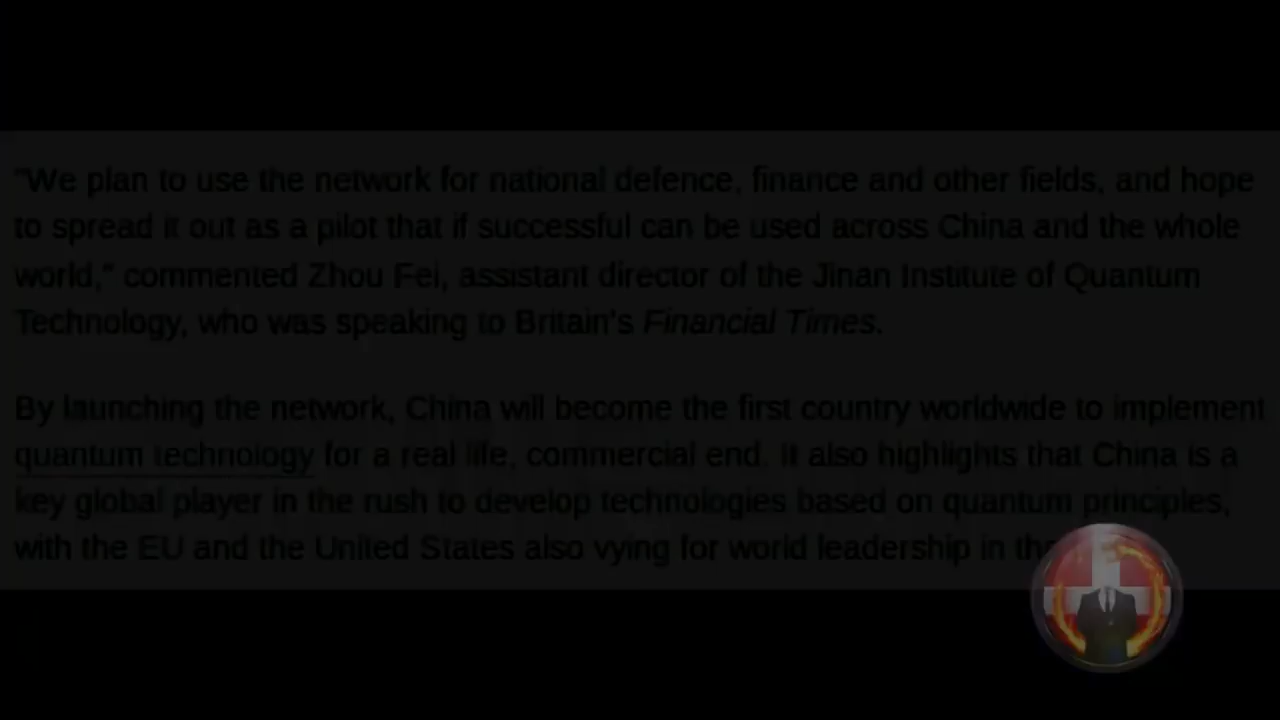 "We plan to use the network for national defence, finance and other fields, and hope
to spread it out as a pilot that if successful can be used across China and the whole
world," commented Zhou Fei, assistant director of the Jinan Institute of Quantum
Technology, who was speaking to Britain's Financial Times.
By launching the network, China will become the first country worldwide to implement
quantum technology for a real life, commercial end. It also highlights that China is a
key global player in the rush to develop technologies based on quantum principles,
with the EU and the United States also vying for world leadership in